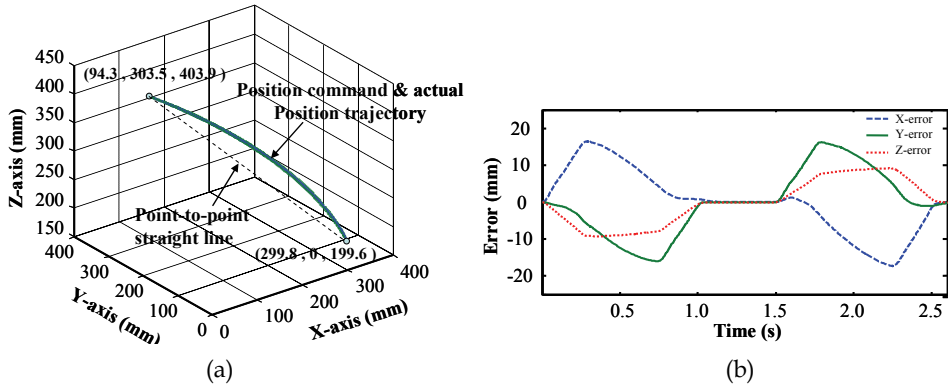 450
400
350
300
250
200
150
Z-axis (mm)
(94.3 , 303.5 , 403.9 )
Position command & actual
Position trajectory
Point-to-point
straight line
(299.8 , 0 , 199.6 )
400
300
200
100
0
Y-axis (mm)
0
100
200
300
400
X-axis (mm)
(a)
20
10
0
-10
-20
Error (mm)
X-error
Y-error
Z-error
0.5
1.0
1.5
2.0
2.5
Time (s)
(b)